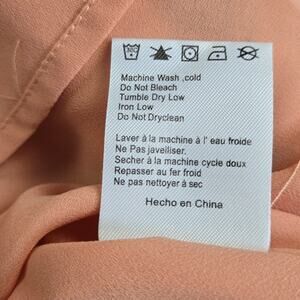 Machine Wash ,cold
Do Not Bleach
Tumble Dry Low
Iron Low
Do Not Dryclean
Laver à la machine à l' eau froide
Ne Pas javelliser.
Secher à la machine cycle doux
Repasser au fer froid
Ne pas nettoyer à sec
Hecho en China